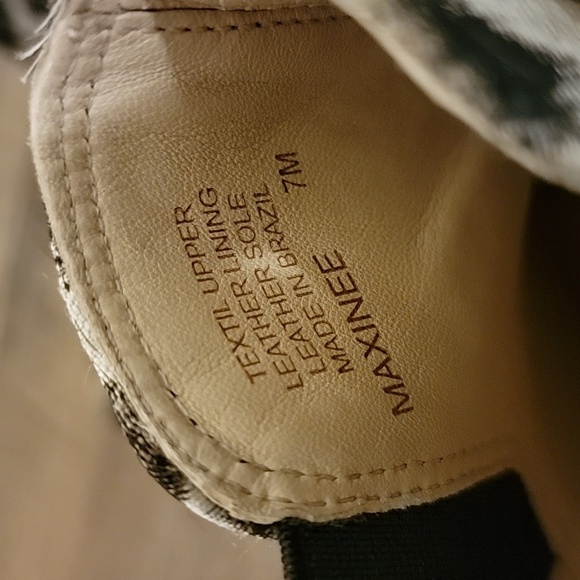 TEXTIL UPPER
LEATHER LINING
LEATHER SOLE
MADE IN BRAZIL
MAXINEE 7M